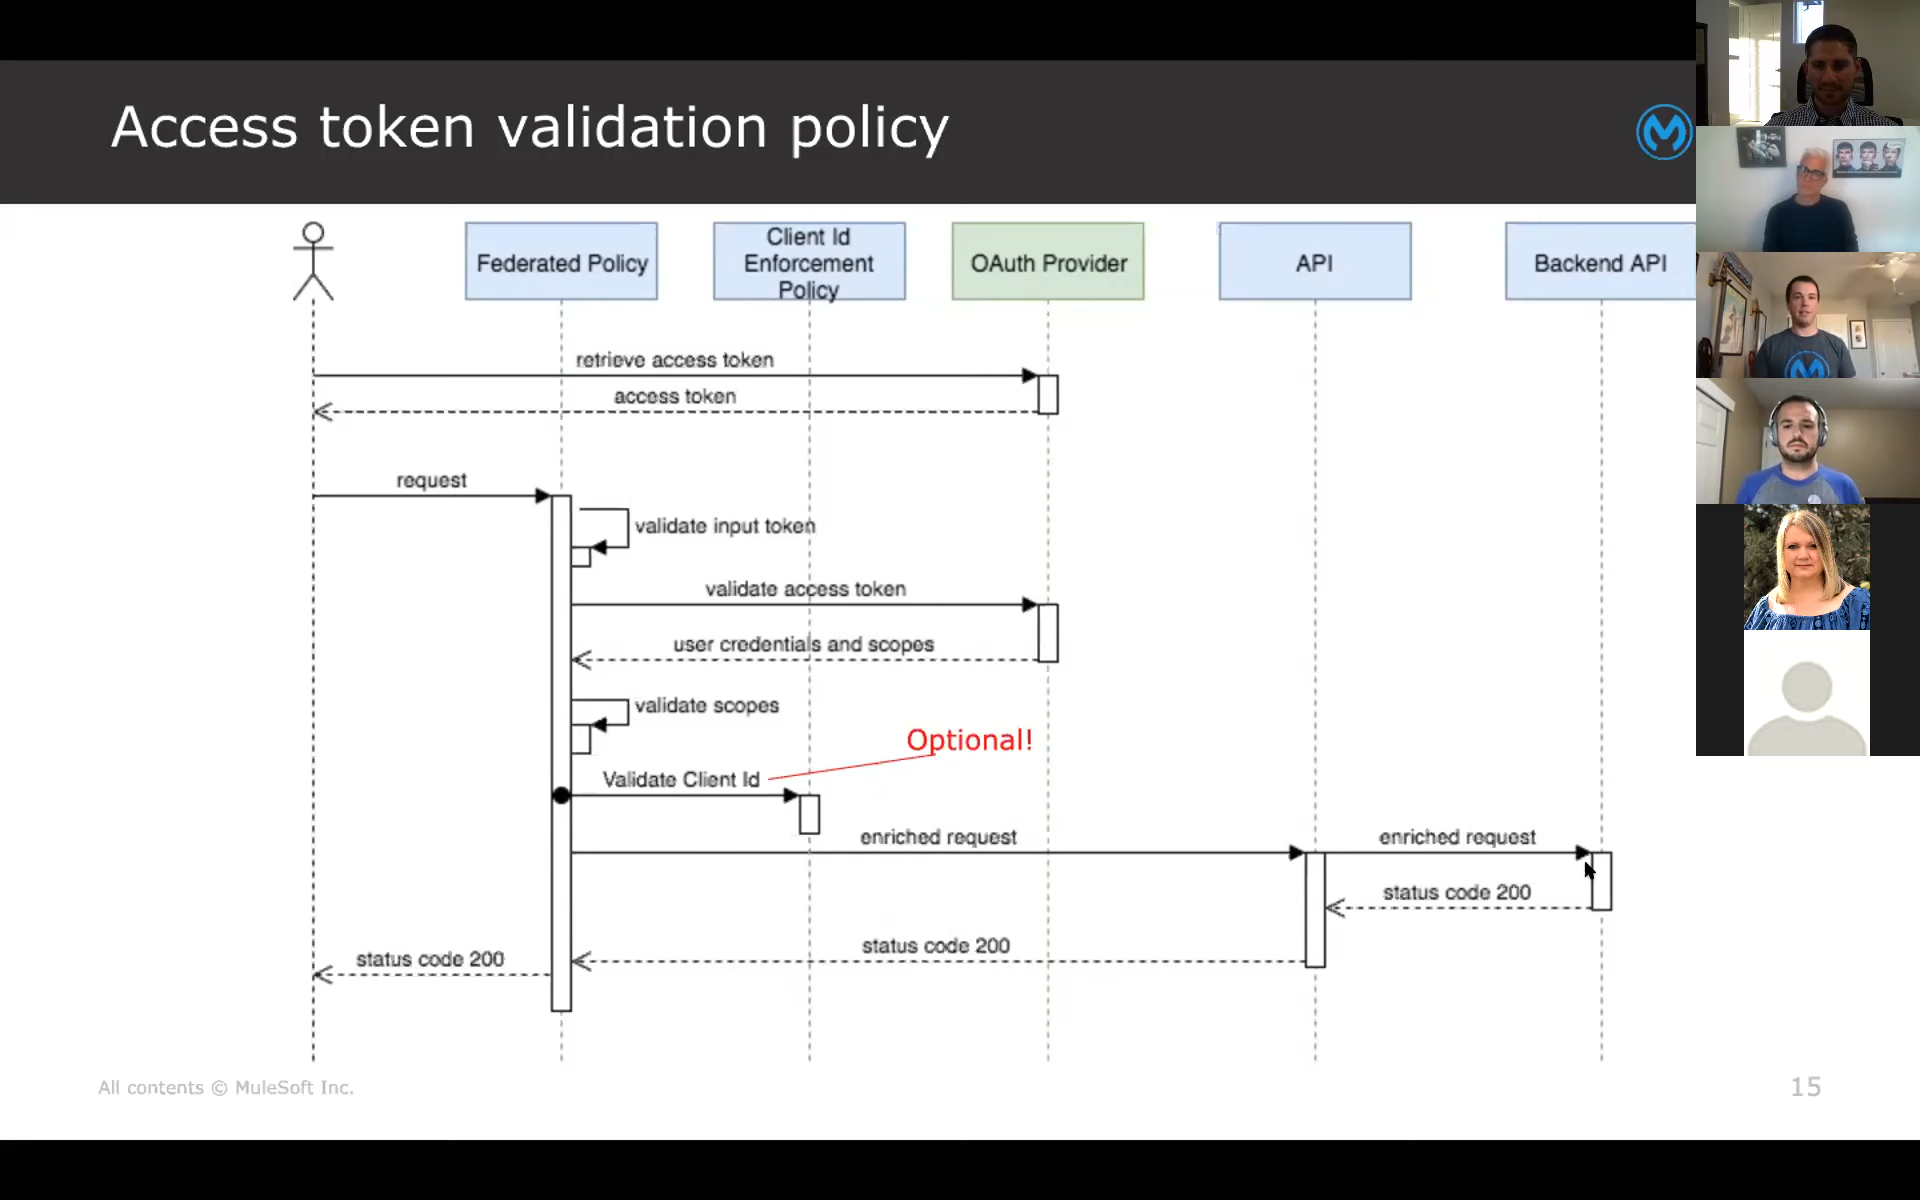 Access token validation policy
Federated Policy
Client Id
Enforcement
Policy
OAuth Provider
API
Backend API
retrieve access token
access token
request
validate input token
validate access token
user credentials and scopes
validate scopes
Optional!
Validate Client Id
enriched request
enriched request
status code 200
status code 200
status code 200
All contents © MuleSoft Inc.
15